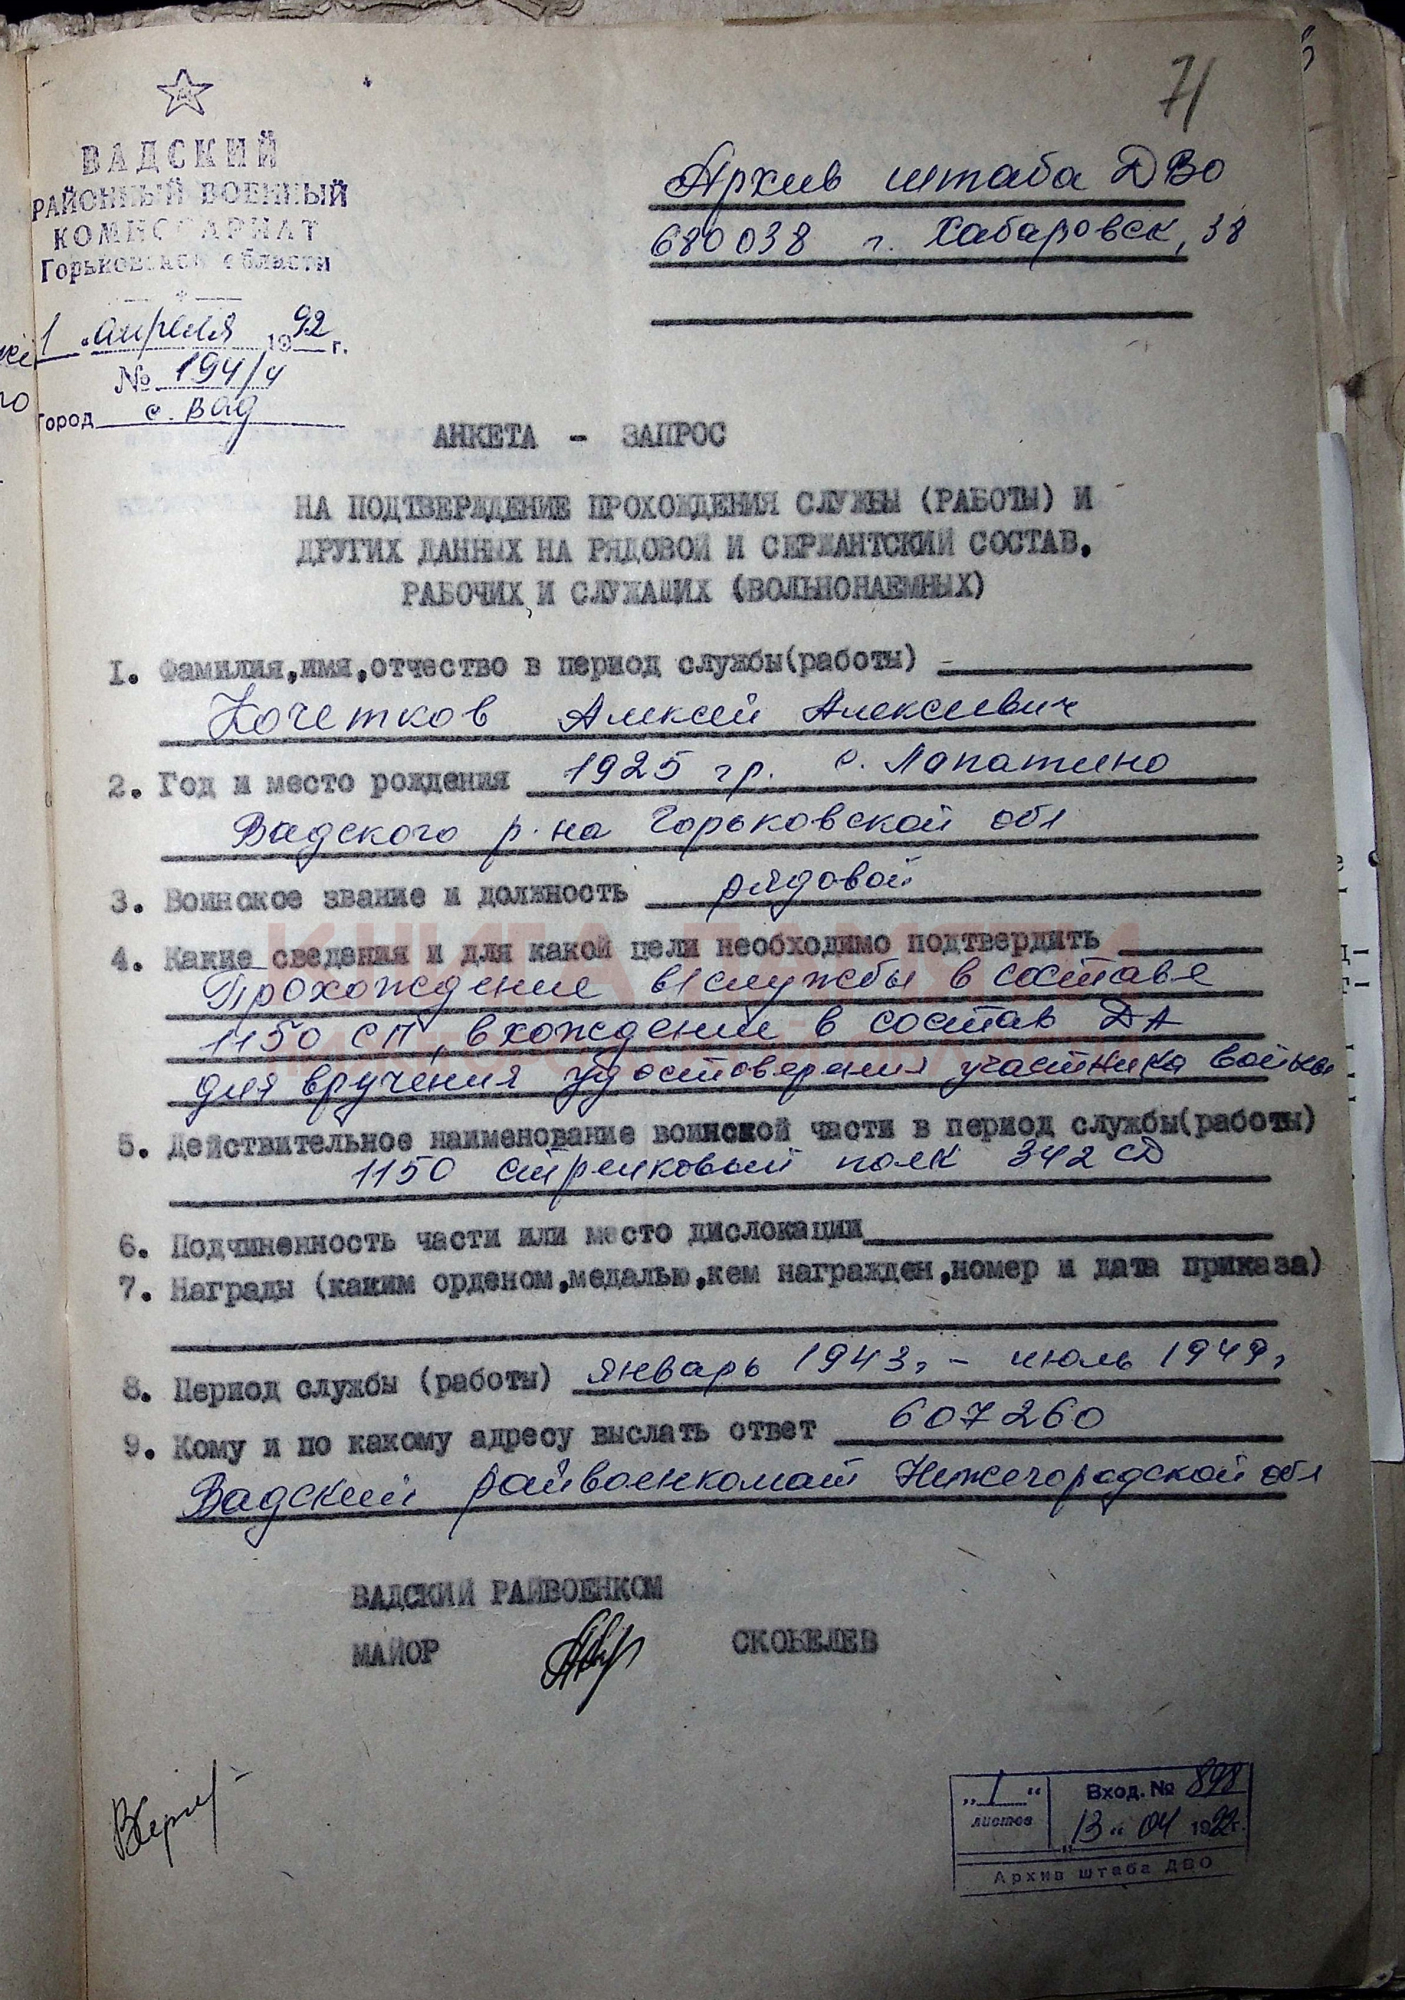 71
ВАДСКИЙ
РАЙОННЫЙ ВОЕННЫЙ
КОМИССАРИАТ
Горьковской области
1 апреля 1992 г.
№ 194/4
Город с. Вад
Архив штаба ДВО
680038 г. Хабаровск, 38
АНКЕТА - ЗАПРОС
НА ПОДТВЕРЖДЕНИЕ ПРОХОЖДЕНИЯ СЛУЖБЫ (РАБОТЫ) И
ДРУГИХ ДАННЫХ НА РЯДОВОЙ И СЕРЖАНТСКИЙ СОСТАВ.
РАБОЧИХ И СЛУЖАЩИХ (ВОЛЬНОНАЕМНЫХ)
1. Фамилия,имя,отчество в период службы(работы)
Кочетков Алексей Алексеевич
2. Год и место рождения 1925 гр. с. Лапатино
Вадского р-на Горьковской обл
3. Воинское звание и должность рядовой
4. Какие сведения и для какой цели необходимо подтвердить
Прохождение в/службы в составе
1150 СП, вхождении в состав ДА
для вручения удостоверения участника войны
5. Действительное наименование воинской части в период службы(работы)
1150 стрелковый полк 342 СД
6. Подчиненность части или место дислокации
7. Награды (каким орденом,медалью,кем награжден,номер и дата приказа)
8. Период службы (работы) январь 1943г - июль 1949г
9. Кому и по какому адресу выслать ответ 607260
Вадский райвоенкомат Нижегородской обл
ВАДСКИЙ РАЙВОЕНКОМ
МАЙОР СКОБЕЛЕВ
„1“ листов
Вход. № 898
„13“ 04 1992г.
Архив штаба ДВО